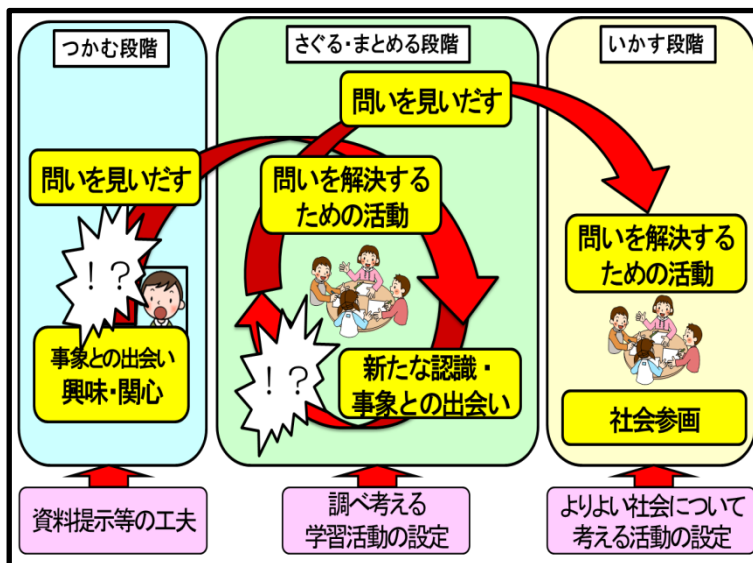 つかむ段階
問いを見いだす
!?
事象との出会い
興味・関心
資料提示等の工夫
さぐる・まとめる段階
問いを見いだす
問いを解決する
ための活動
!?
新たな認識・
事象との出会い
調べ考える
学習活動の設定
いかす段階
問いを解決する
ための活動
社会参画
よりよい社会について
考える活動の設定